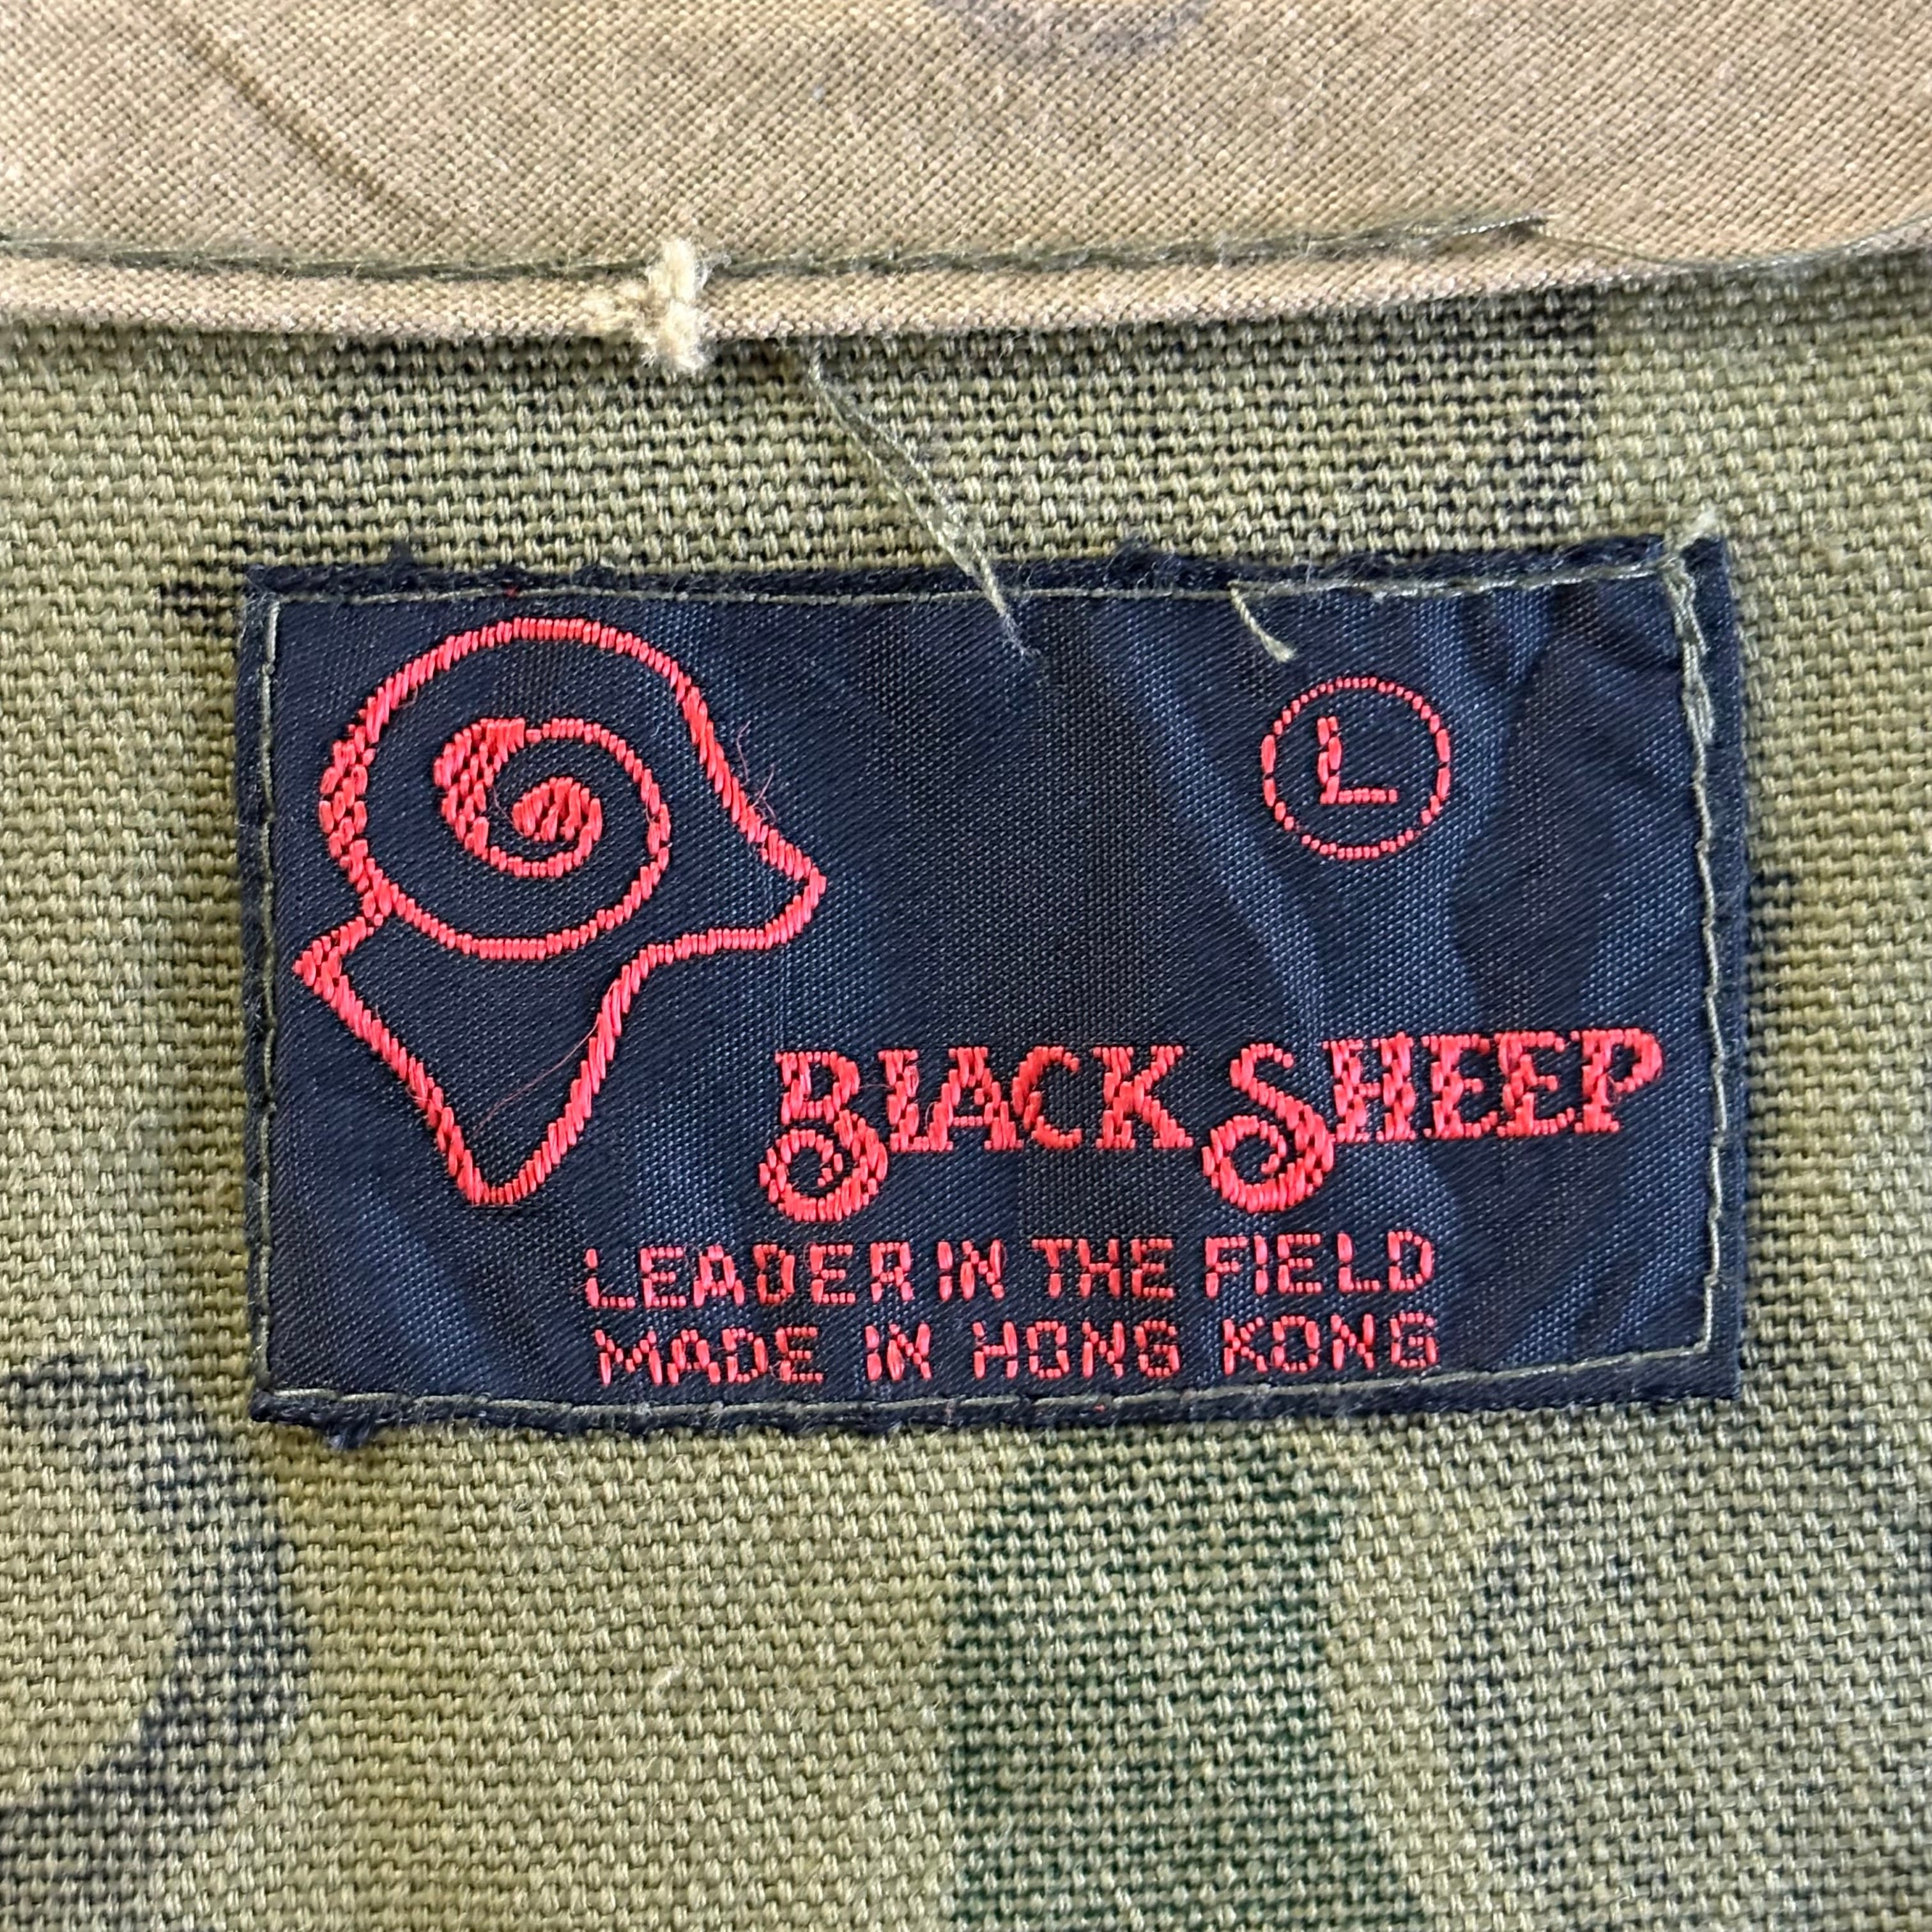 L
BLACK SHEEP
LEADER IN THE FIELD
MADE IN HONG KONG